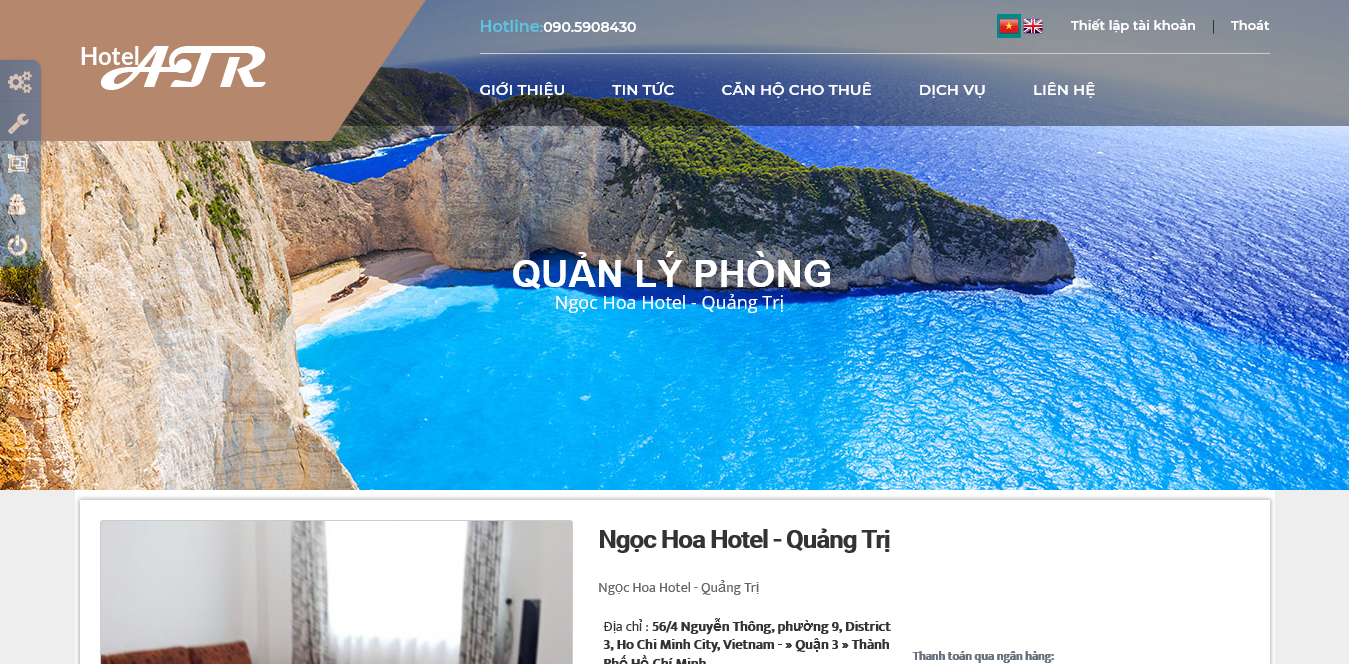 Hotel ATR
Hotline:090.5908430
Thiết lập tài khoản | Thoát
GIỚI THIỆU TIN TỨC CĂN HỘ CHO THUÊ DỊCH VỤ LIÊN HỆ
QUẢN LÝ PHÒNG
Ngọc Hoa Hotel - Quảng Trị
Ngọc Hoa Hotel - Quảng Trị
Ngọc Hoa Hotel - Quảng Trị
Địa chỉ : 56/4 Nguyễn Thông, phường 9, District
3, Ho Chi Minh City, Vietnam - » Quận 3 » Thành
Phố Hồ Chí Minh
Thanh toán qua ngân hàng: